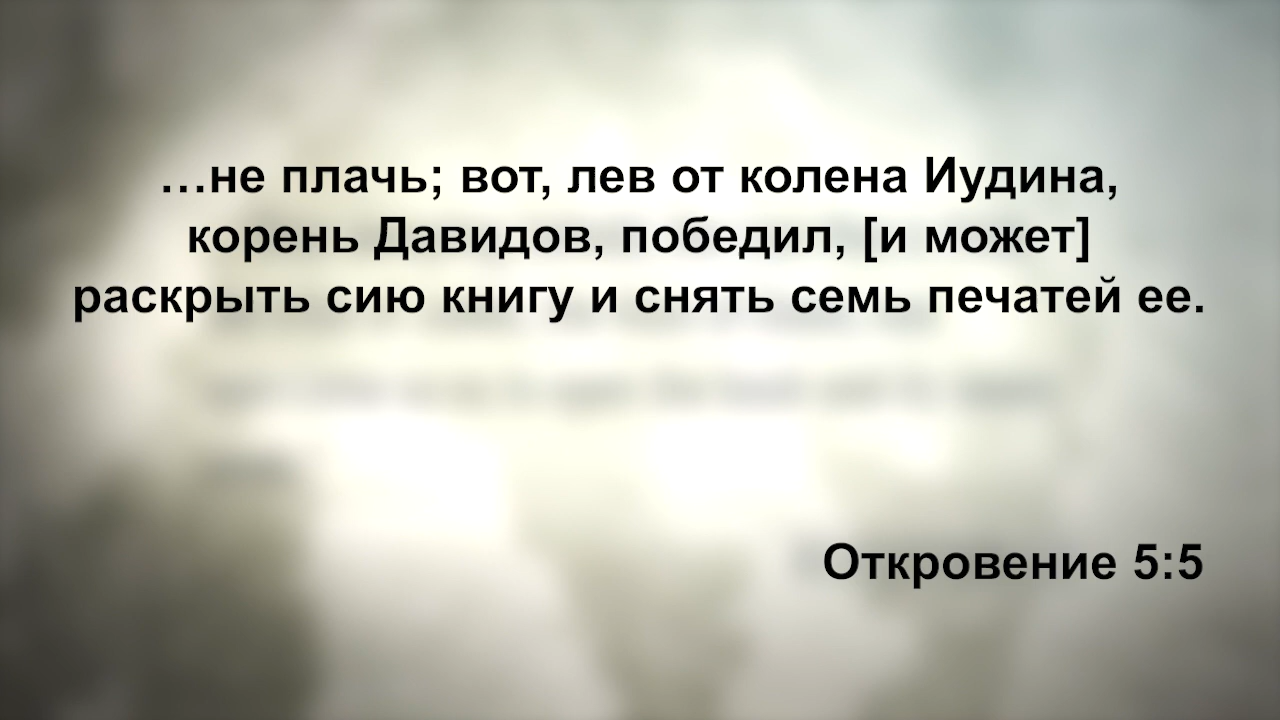 …не плачь; вот, лев от колена Иудина,
корень Давидов, победил, [и может]
раскрыть сию книгу и снять семь печатей ее.
Откровение 5:5